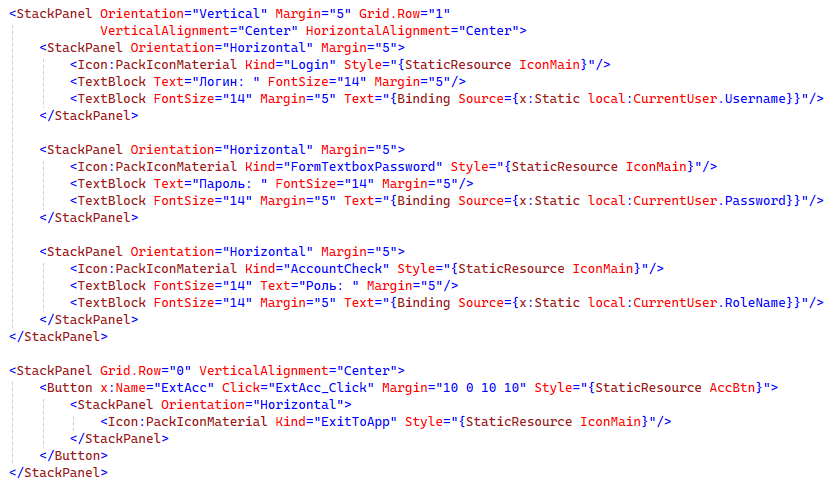 <StackPanel Orientation="Vertical" Margin="5" Grid.Row="1"
            VerticalAlignment="Center" HorizontalAlignment="Center">
    <StackPanel Orientation="Horizontal" Margin="5">
        <Icon:PackIconMaterial Kind="Login" Style="{StaticResource IconMain}"/>
        <TextBlock Text="Логин: " FontSize="14" Margin="5"/>
        <TextBlock FontSize="14" Margin="5" Text="{Binding Source={x:Static local:CurrentUser.Username}}"/>
    </StackPanel>

    <StackPanel Orientation="Horizontal" Margin="5">
        <Icon:PackIconMaterial Kind="FormTextboxPassword" Style="{StaticResource IconMain}"/>
        <TextBlock Text="Пароль: " FontSize="14" Margin="5"/>
        <TextBlock FontSize="14" Margin="5" Text="{Binding Source={x:Static local:CurrentUser.Password}}"/>
    </StackPanel>

    <StackPanel Orientation="Horizontal" Margin="5">
        <Icon:PackIconMaterial Kind="AccountCheck" Style="{StaticResource IconMain}"/>
        <TextBlock FontSize="14" Text="Роль: " Margin="5"/>
        <TextBlock FontSize="14" Margin="5" Text="{Binding Source={x:Static local:CurrentUser.RoleName}}"/>
    </StackPanel>
</StackPanel>

<StackPanel Grid.Row="0" VerticalAlignment="Center">
    <Button x:Name="ExtAcc" Click="ExtAcc_Click" Margin="10 0 10 10" Style="{StaticResource AccBtn}">
        <StackPanel Orientation="Horizontal">
            <Icon:PackIconMaterial Kind="ExitToApp" Style="{StaticResource IconMain}"/>
        </StackPanel>
    </Button>
</StackPanel>